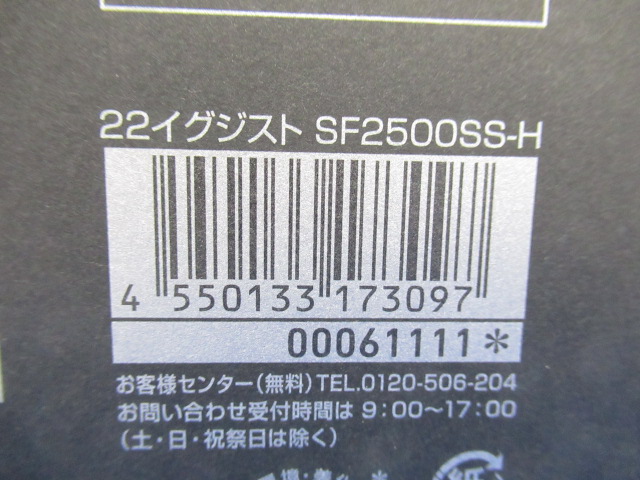 22イグジスト SF2500SS-H
4 550133 173097
00061111*
お客様センター(無料)TEL.0120-506-204
お問い合わせ受付時間は 9:00～17:00
(土・日・祝祭日は除く)
紙